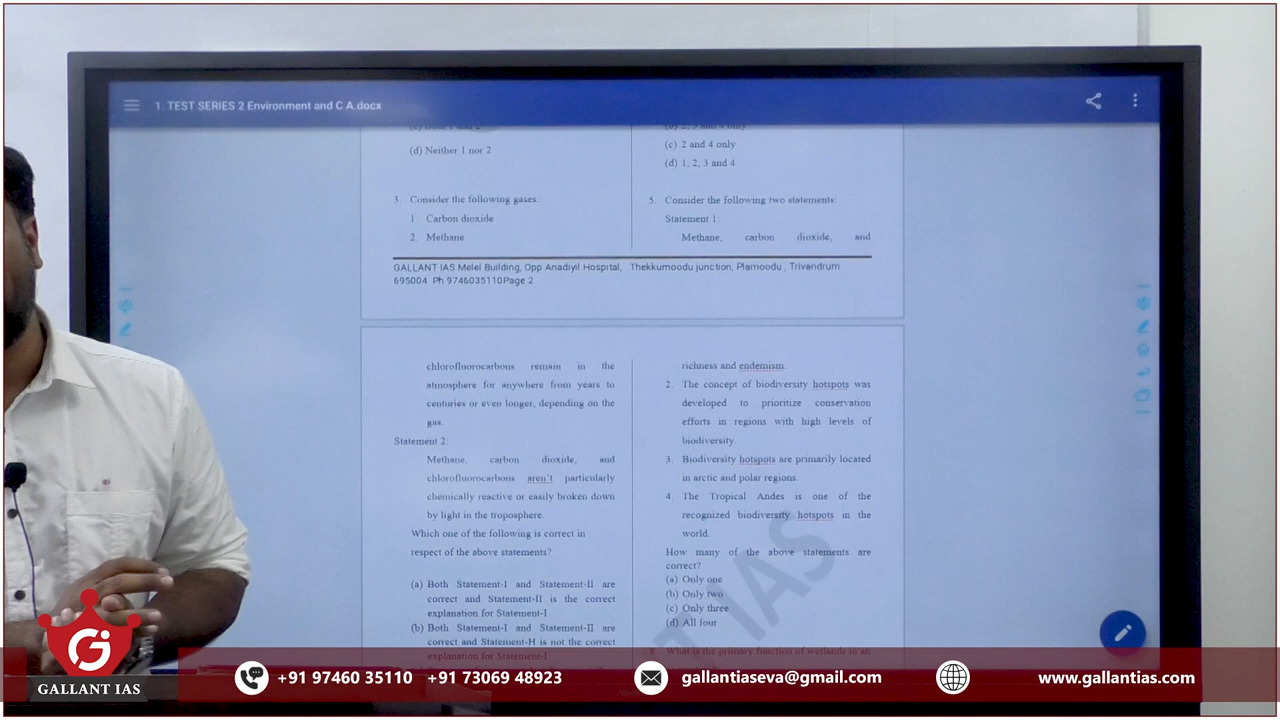 1. TEST SERIES 2 Environment and C A.docx
(d) Neither 1 nor 2
3. Consider the following gases:
1. Carbon dioxide
2. Methane
(c) 2 and 4 only
(d) 1, 2, 3 and 4
5. Consider the following two statements:
Statement 1:
Methane, carbon dioxide, and
GALLANT IAS Melel Building, Opp Anadiyil Hospital, Thekkumoodu junction, Plamoodu , Trivandrum
695004 Ph 9746035110Page 2
chlorofluorocarbons remain in the
atmosphere for anywhere from years to
centuries or even longer, depending on the
gas.
Statement 2:
Methane, carbon dioxide, and
chlorofluorocarbons aren't particularly
chemically reactive or easily broken down
by light in the troposphere.
Which one of the following is correct in
respect of the above statements?
(a) Both Statement-I and Statement-II are
correct and Statement-II is the correct
explanation for Statement-I
(b) Both Statement-I and Statement-II are
correct and Statement-H is not the correct
explanation for Statement-I
richness and endemism.
2. The concept of biodiversity hotspots was
developed to prioritize conservation
efforts in regions with high levels of
biodiversity.
3. Biodiversity hotspots are primarily located
in arctic and polar regions.
4. The Tropical Andes is one of the
recognized biodiversity hotspots in the
world.
How many of the above statements are
correct?
(a) Only one
(b) Only two
(c) Only three
(d) All four
What is the primary function of wetlands in an
IAS
GALLANT IAS
+91 97460 35110 +91 73069 48923
gallantiaseva@gmail.com
www.gallantias.com